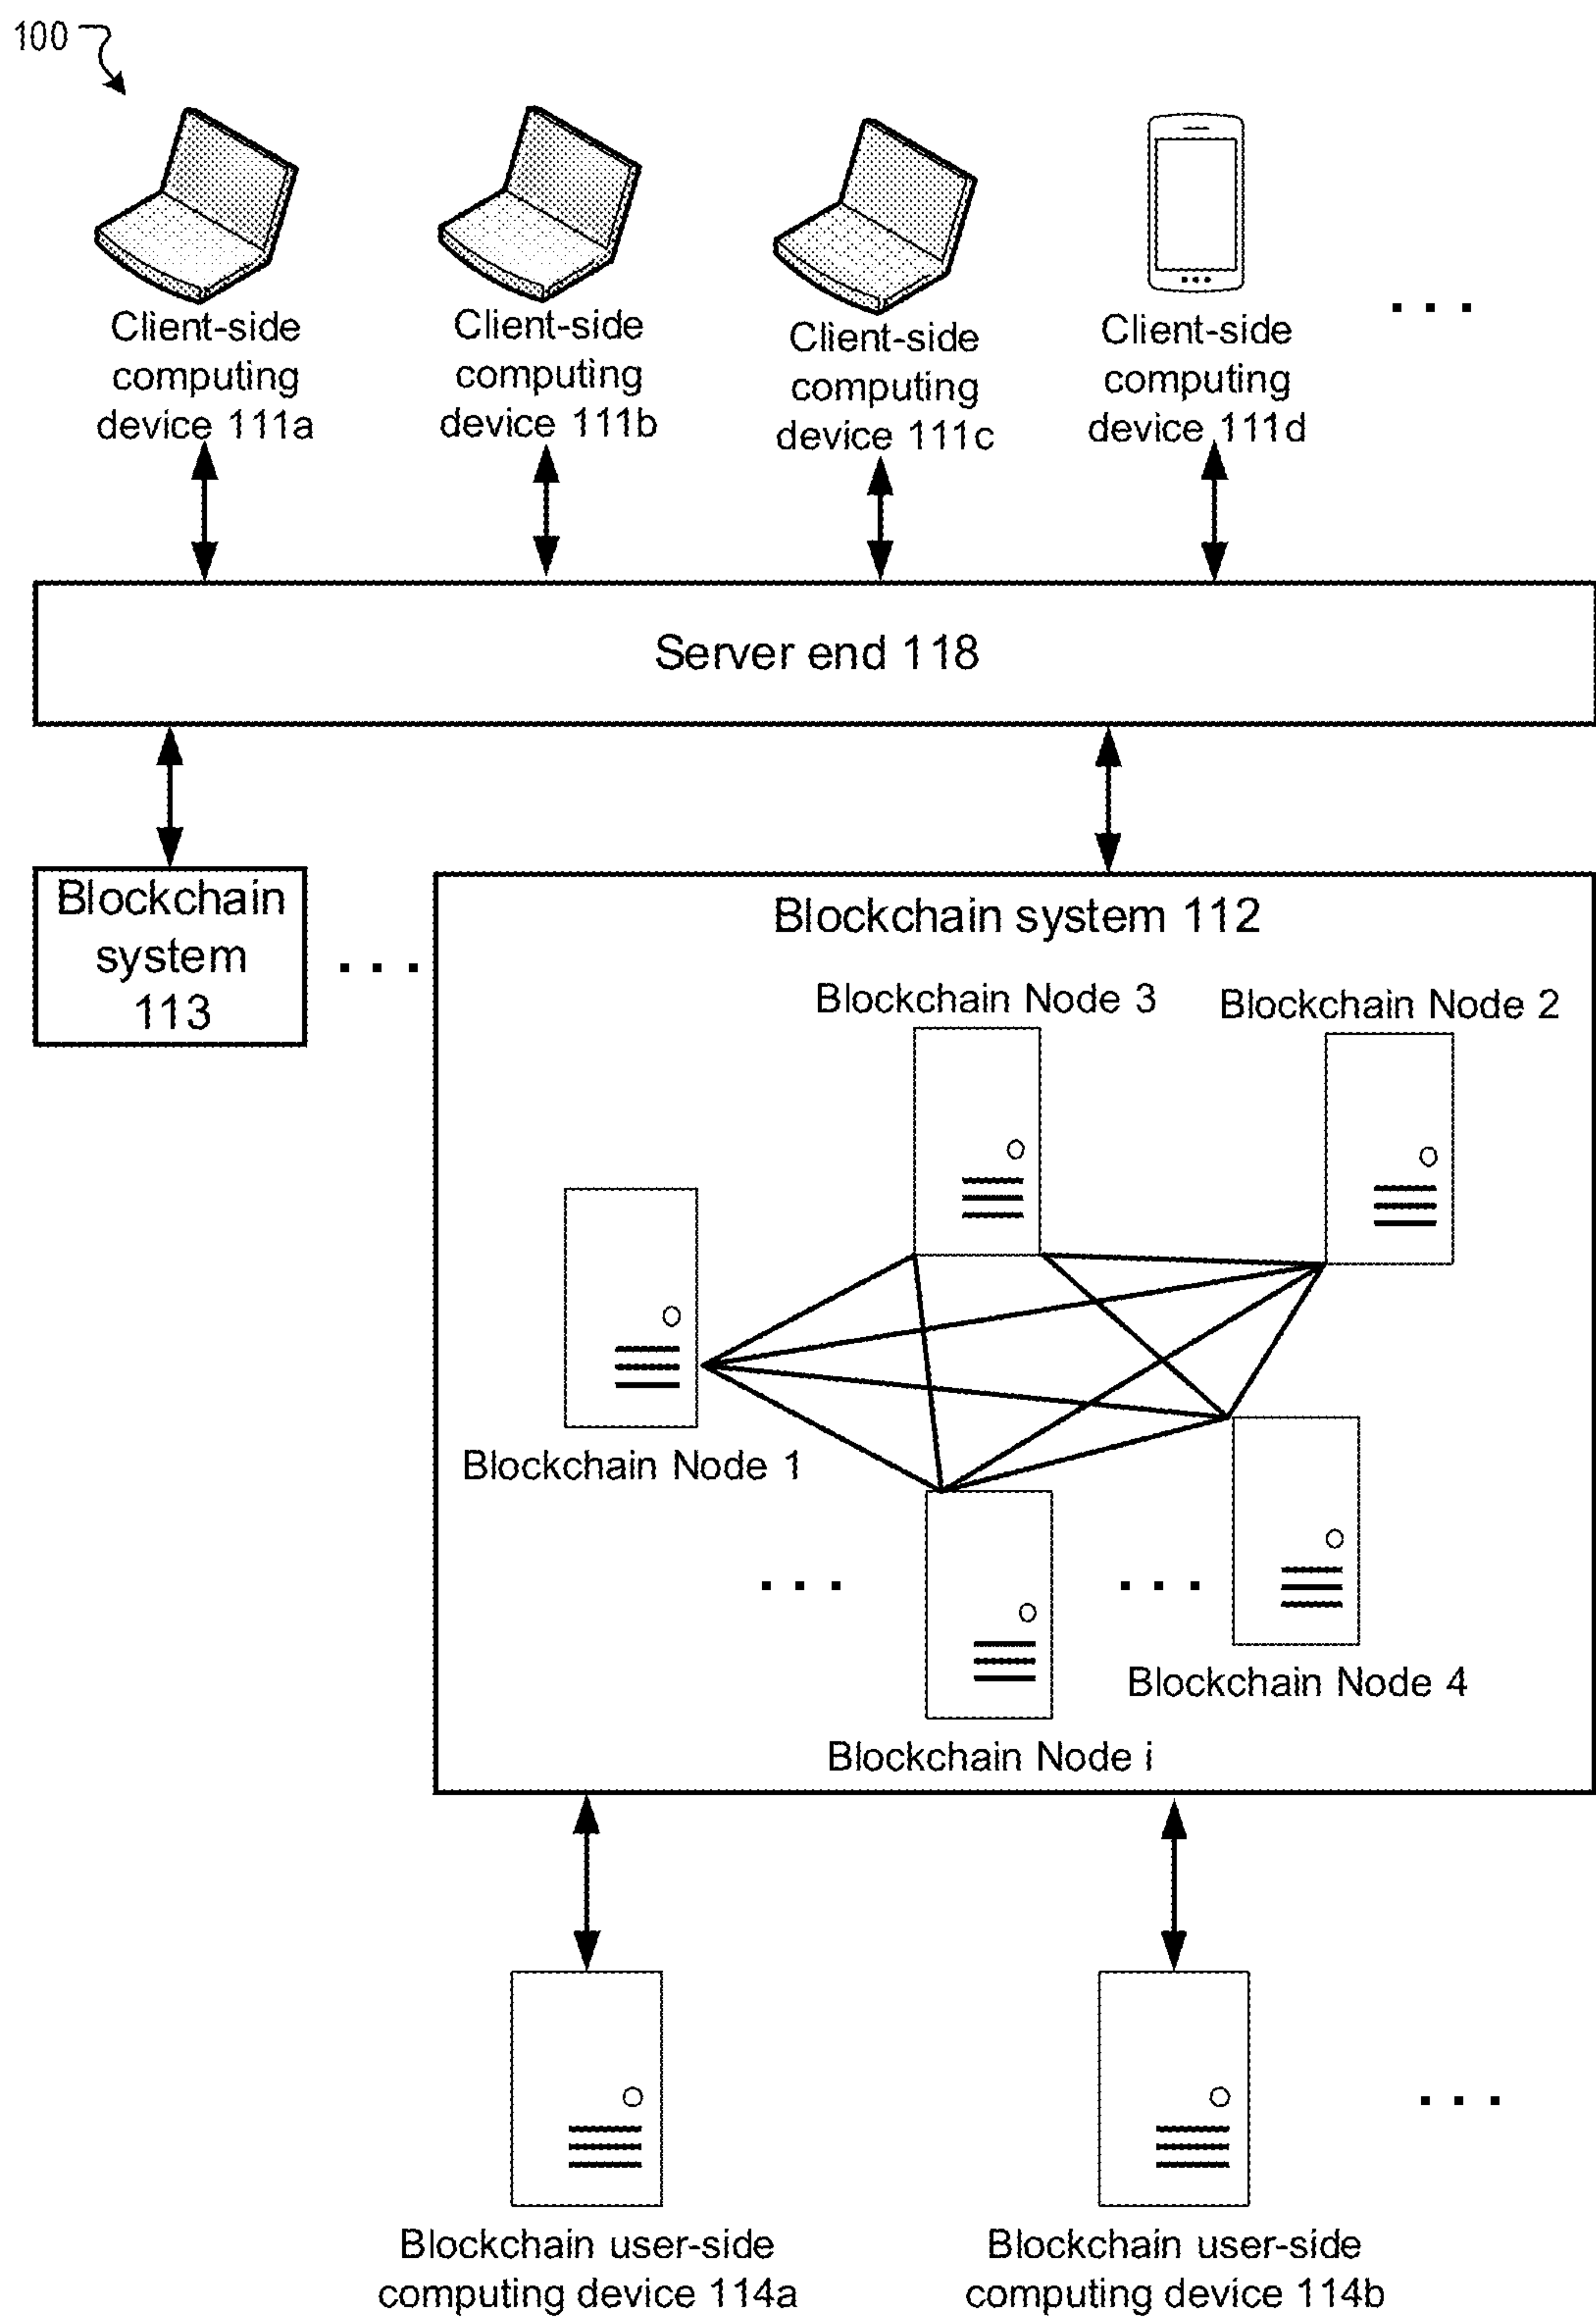 100
Client-side
computing
device 111a
Client-side
computing
device 111b
Client-side
computing
device 111c
Client-side
computing
device 111d
. . .
Server end 118
Blockchain
system
113
. . .
Blockchain system 112
Blockchain Node 3
Blockchain Node 2
Blockchain Node 1
. . .
. . .
Blockchain Node 4
Blockchain Node i
. . .
Blockchain user-side
computing device 114a
Blockchain user-side
computing device 114b